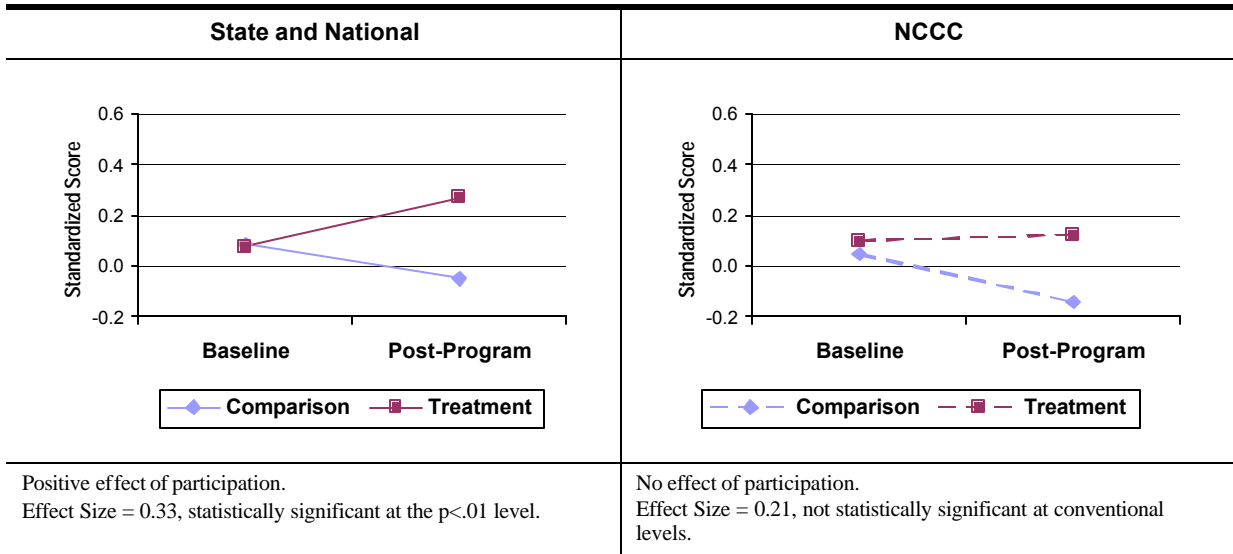 State and National
NCCC
Standardized Score
0.6
0.4
0.2
0.0
-0.2
Baseline Post-Program
Comparison Treatment
Standardized Score
0.6
0.4
0.2
0.0
-0.2
Baseline Post-Program
Comparison Treatment
Positive effect of participation.
Effect Size = 0.33, statistically significant at the p<.01 level.
No effect of participation.
Effect Size = 0.21, not statistically significant at conventional
levels.